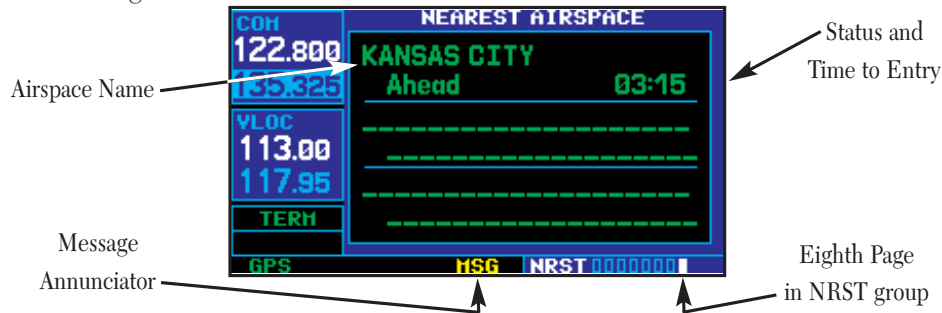 COM
122.800
135.325
VLOC
113.00
117.95
TERM
GPS
MSG
NRST
NEAREST AIRSPACE
KANSAS CITY
Ahead 03:15
Airspace Name
Status and
Time to Entry
Message
Annunciator
Eighth Page
in NRST group